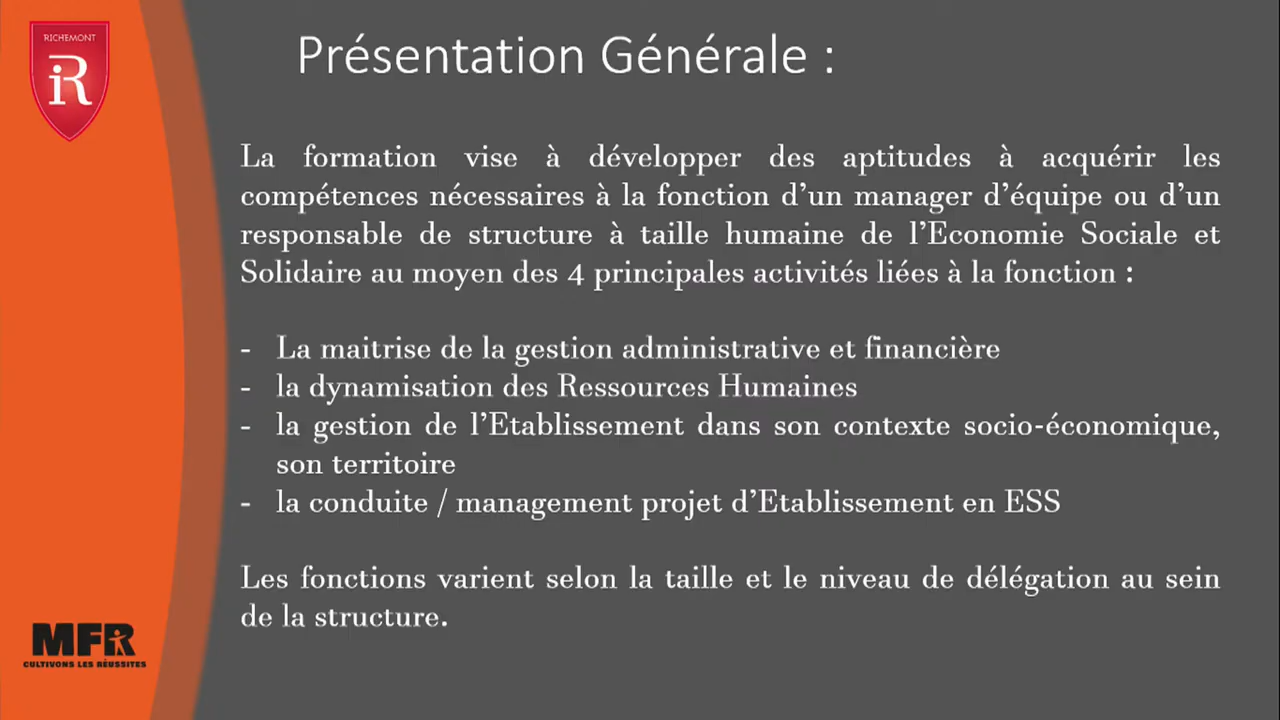 RICHEMONT
iR
Présentation Générale :
La formation vise à développer des aptitudes à acquérir les
compétences nécessaires à la fonction d’un manager d’équipe ou d’un
responsable de structure à taille humaine de l’Economie Sociale et
Solidaire au moyen des 4 principales activités liées à la fonction :
- La maitrise de la gestion administrative et financière
- la dynamisation des Ressources Humaines
- la gestion de l’Etablissement dans son contexte socio-économique,
son territoire
- la conduite / management projet d’Etablissement en ESS
Les fonctions varient selon la taille et le niveau de délégation au sein
de la structure.
MFR
CULTIVONS LES RÉUSSITES